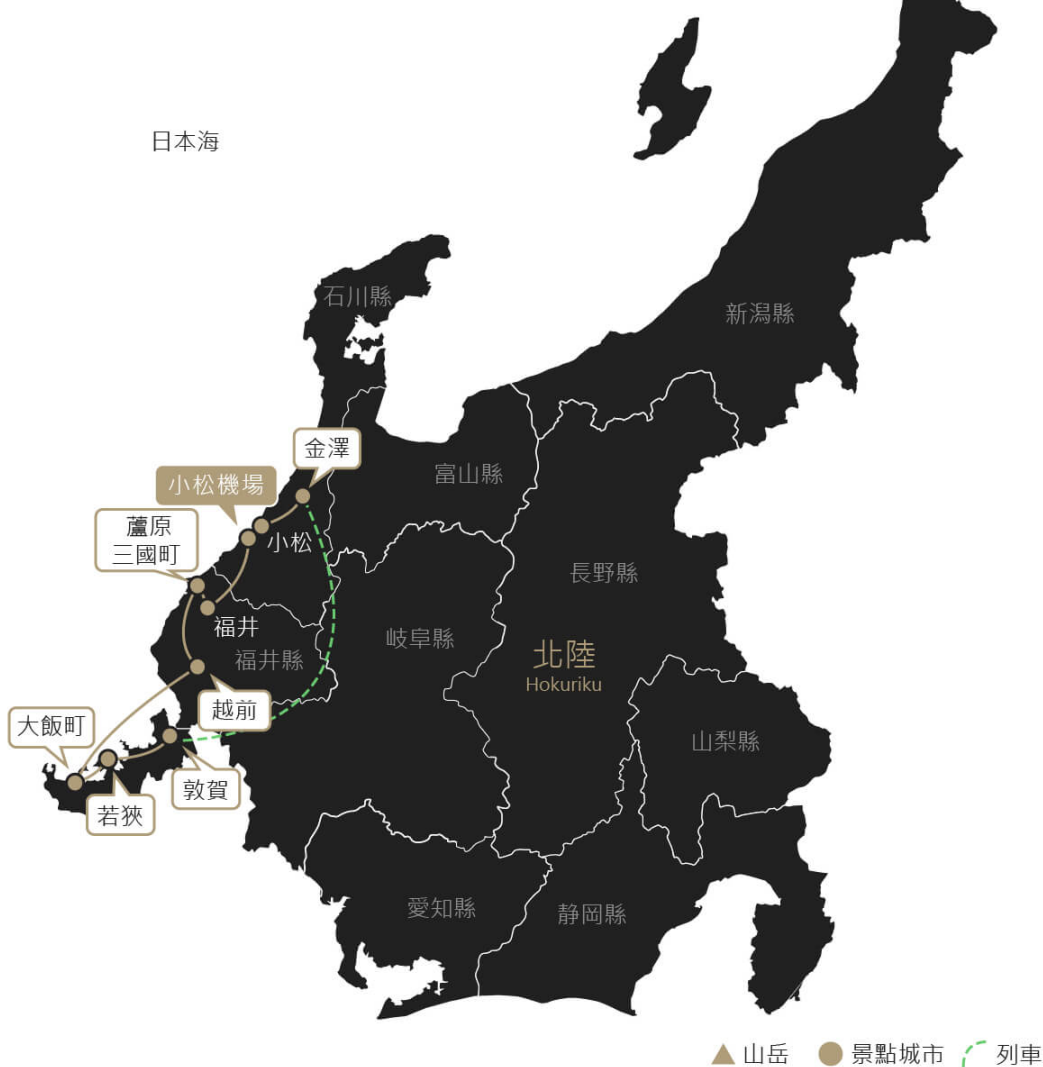 日本海
石川縣
新潟縣
金澤
富山縣
小松機場
蘆原
三國町
小松
長野縣
福井
岐阜縣
北陸
Hokuriku
福井縣
越前
大飯町
山梨縣
敦賀
若狹
愛知縣
静岡縣
山岳
景點城市
列車